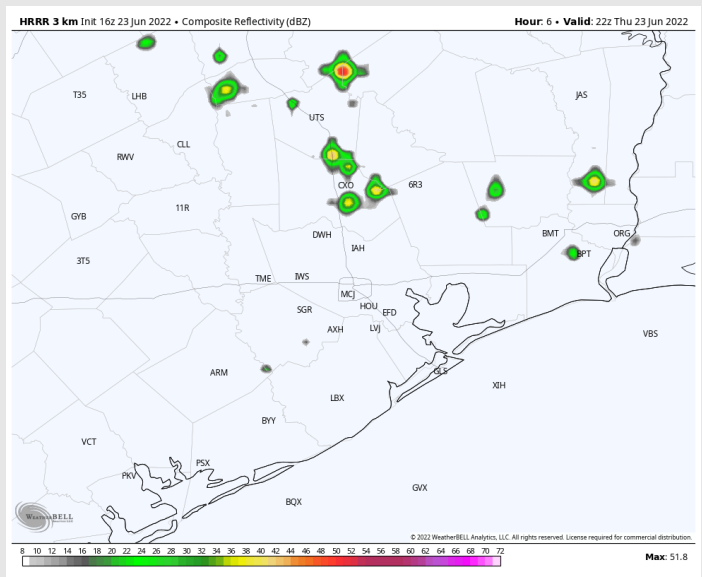 HRRR 3 km Init 16z 23 Jun 2022 • Composite Reflectivity (dBZ) Hour: 6 • Valid: 22z Thu 23 Jun 2022
T35 LHB JAS
UTS
CLL
RWV
CXO 6R3
11R
GYB
DWH BMT ORG
IAH
BPT
3T5
TME IWS
MCJ
SGR HOU
EFD
AXH LVJ
VBS
ARM GLS
XIH
LBX
BYY
VCT
PSX
PKV
GVX
BQX
WEATHERBELL
© 2022 WeatherBELL Analytics, LLC. All rights reserved. License required for commercial distribution.
8 10 12 14 16 18 20 22 24 26 28 30 32 34 36 38 40 42 44 46 48 50 52 54 56 58 60 62 64 66 68 70 72 Max: 51.8